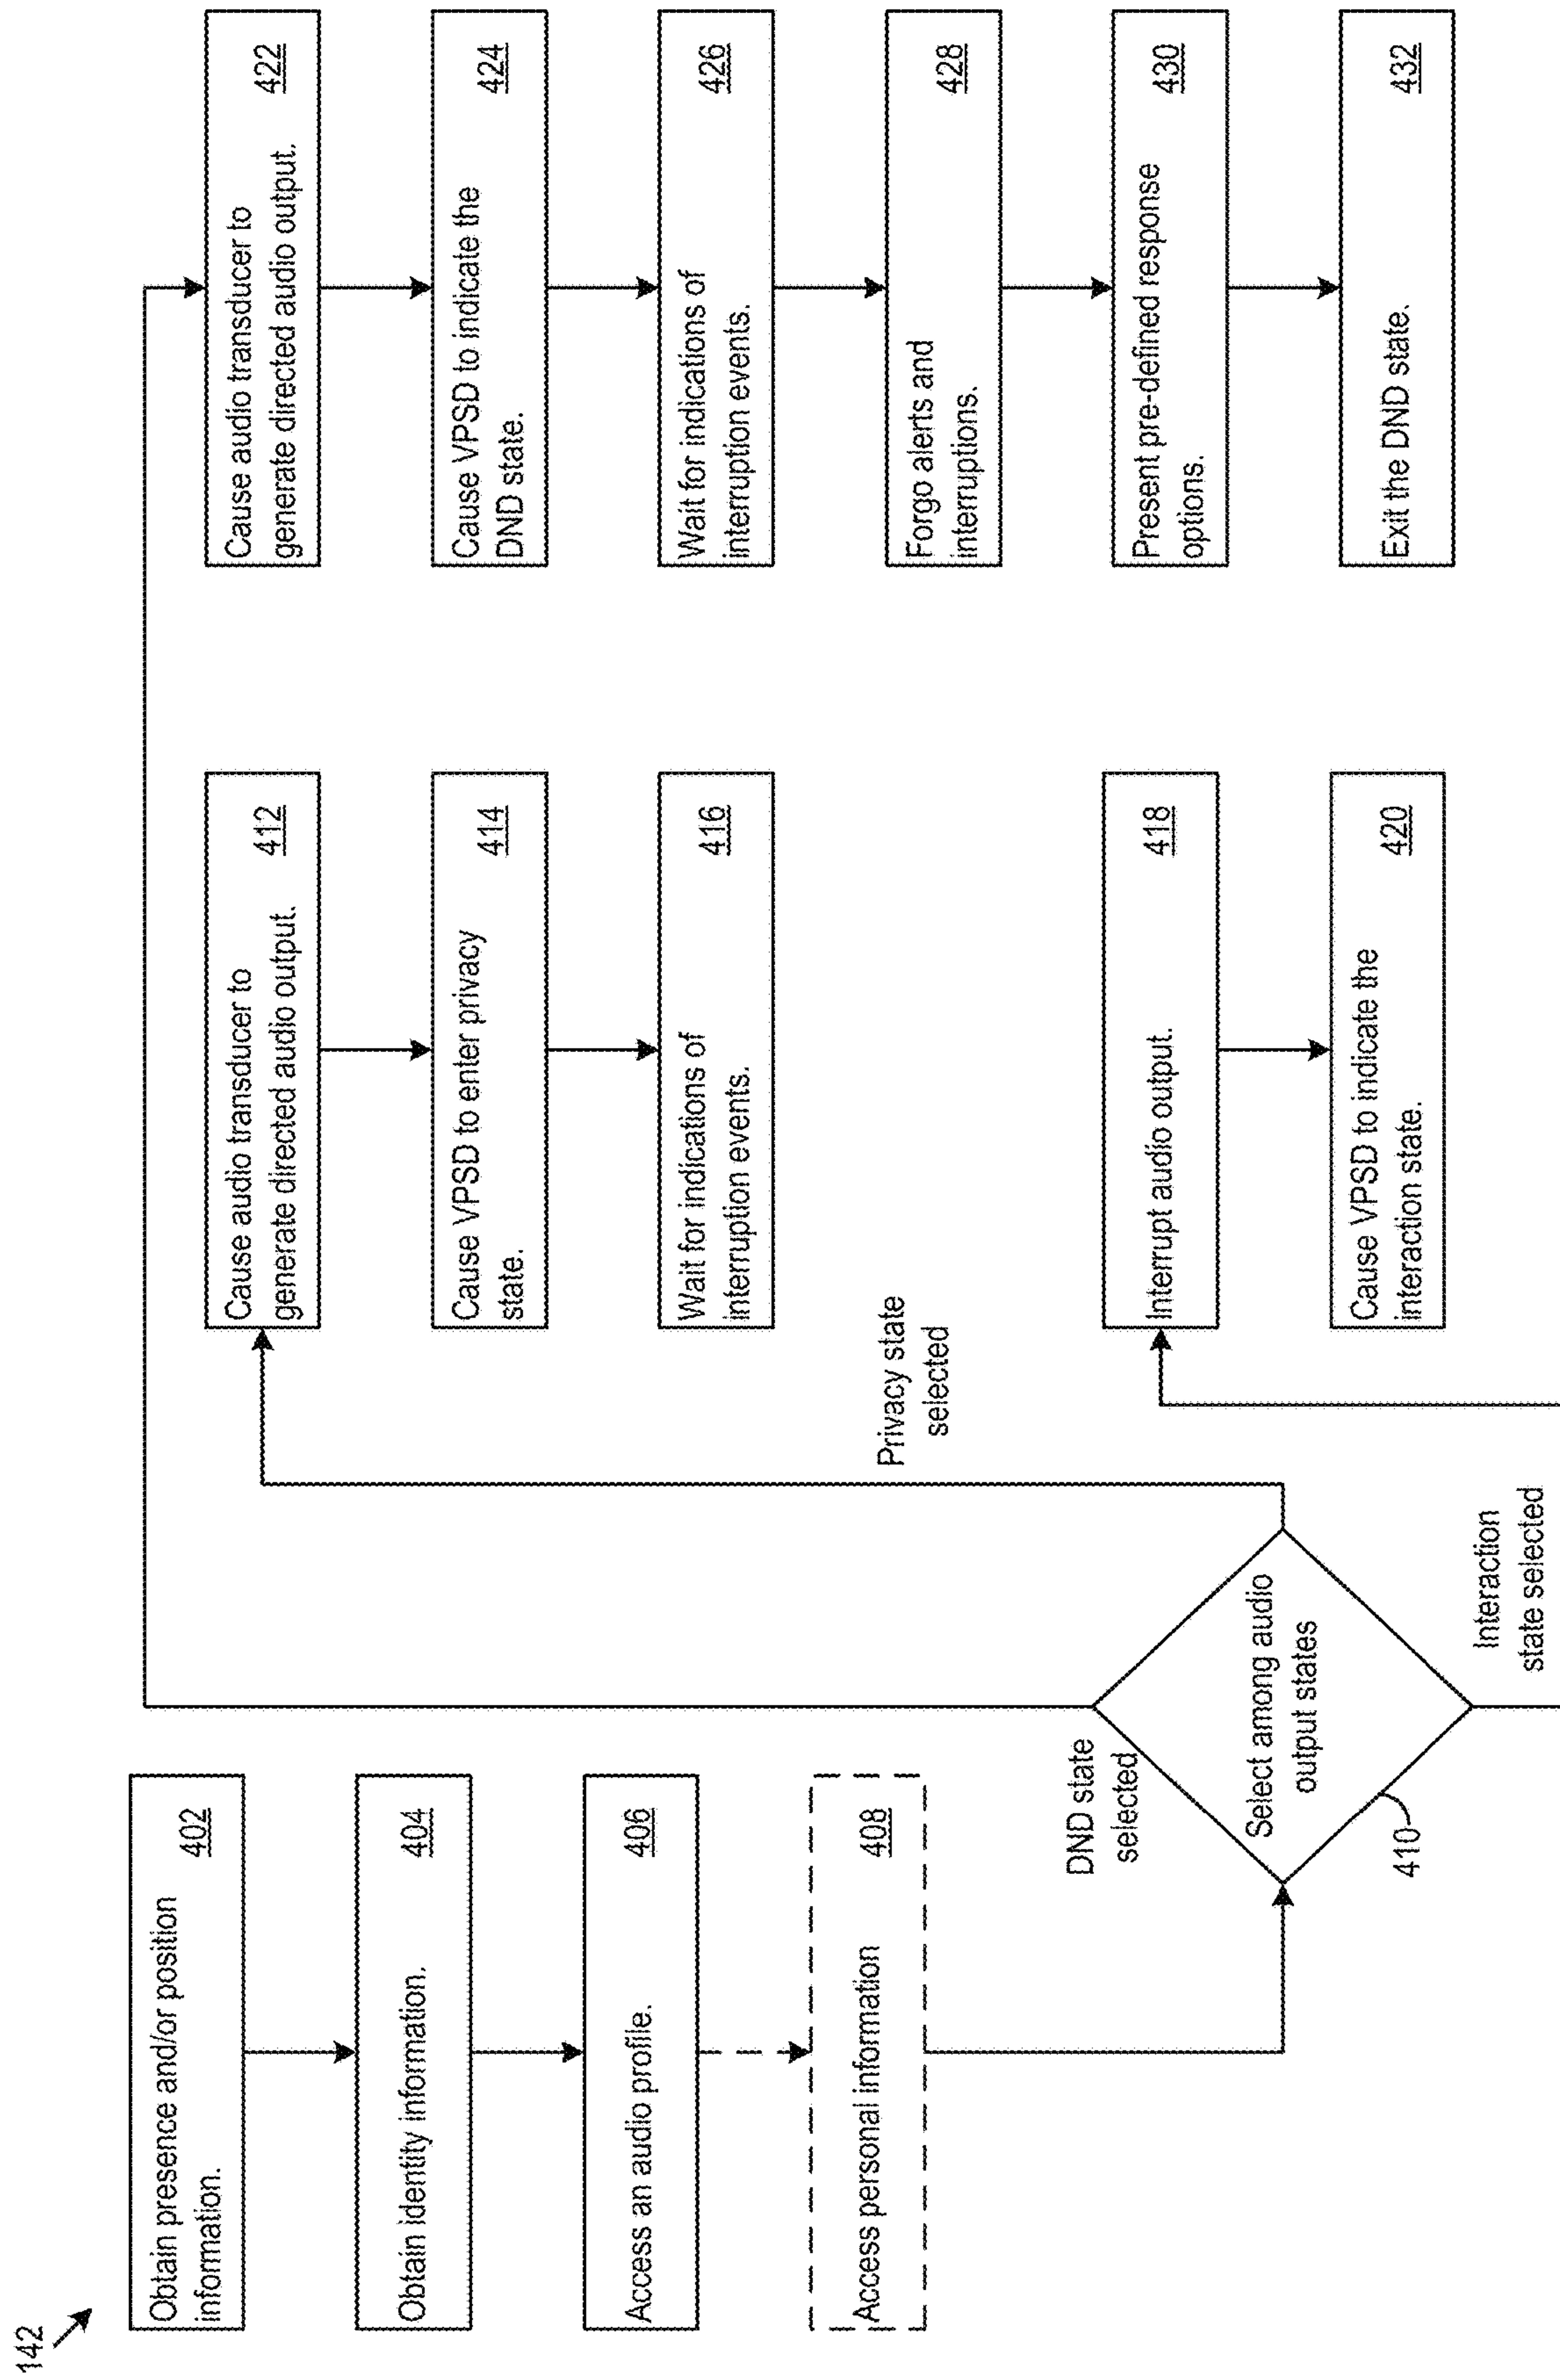 142
Obtain presence and/or position
information.
402
Obtain identity information.
404
Access an audio profile.
406
Access personal information
408
Select among audio
output states
410
DND state
selected
Privacy state
selected
Interaction
state selected
Cause audio transducer to
generate directed audio output.
412
Cause VPSD to enter privacy
state.
414
Wait for indications of
interruption events.
416
Interrupt audio output.
418
Cause VPSD to indicate the
interaction state.
420
Cause audio transducer to
generate directed audio output.
422
Cause VPSD to indicate the
DND state.
424
Wait for indications of
interruption events.
426
Forgo alerts and
interruptions.
428
Present pre-defined response
options.
430
Exit the DND state.
432